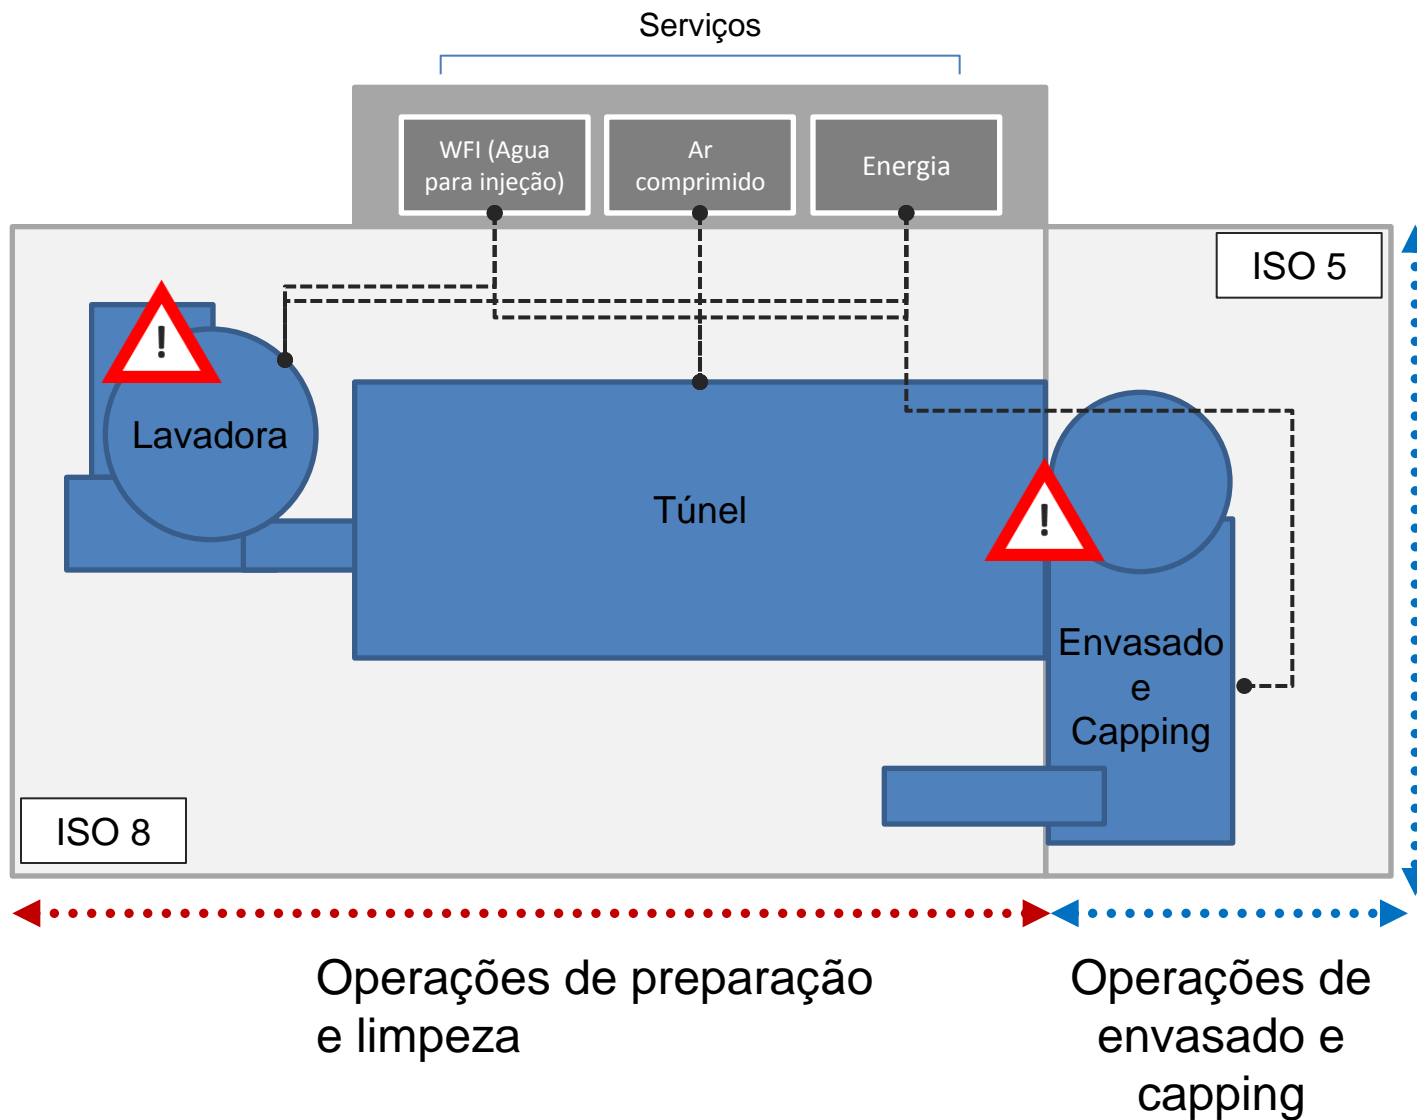 Serviços
WFI (Agua
para injeção)
Ar
comprimido
Energia
ISO 5
!
Lavadora
Túnel
!
Envasado
e
Capping
ISO 8
Operações de preparação
e limpeza
Operações de
envasado e
capping